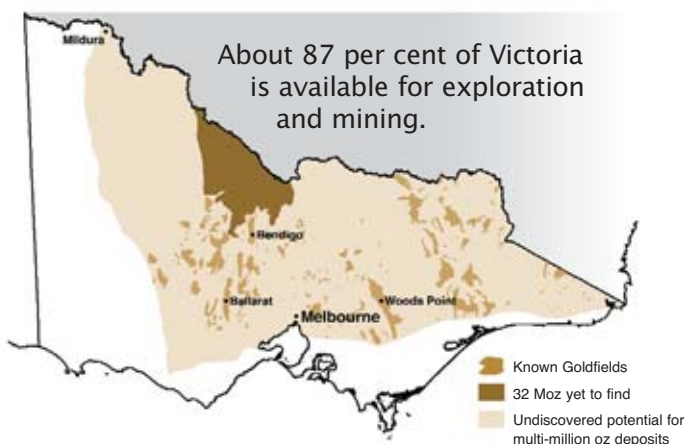 Mildura
About 87 per cent of Victoria
is available for exploration
and mining.
Bendigo
Ballarat
Woods Point
Melbourne
Known Goldfields
32 Moz yet to find
Undiscovered potential for
multi-million oz deposits